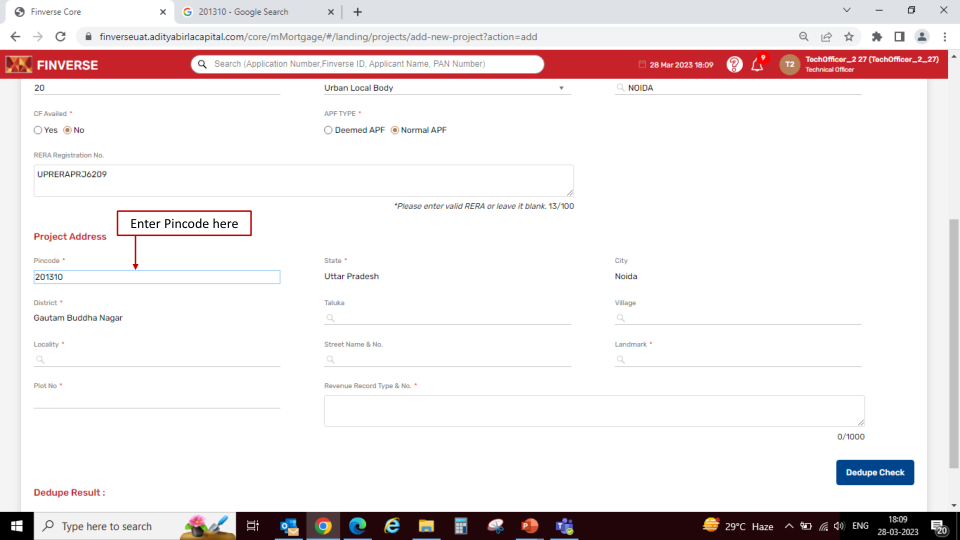 Finverse Core
201310 - Google Search
finverseuat.adityabirlacapital.com/core/mMortgage/#/landing/projects/add-new-project?action=add
FINVERSE
Search (Application Number,Finverse ID, Applicant Name, PAN Number)
28 Mar 2023 18:09
T2
TechOfficer_2 27 (TechOfficer_2_27)
Technical Officer
20
Urban Local Body
NOIDA
CF Availed *
APF TYPE *
Yes No
Deemed APF Normal APF
RERA Registration No.
UPRERAPRJ6209
*Please enter valid RERA or leave it blank. 13/100
Enter Pincode here
Project Address
Pincode *
State *
City
201310
Uttar Pradesh
Noida
District *
Taluka
Village
Gautam Buddha Nagar
Locality *
Street Name & No.
Landmark *
Plot No *
Revenue Record Type & No. *
0/1000
Dedupe Check
Dedupe Result :
Type here to search
29°C Haze
ENG
18:09
28-03-2023
20